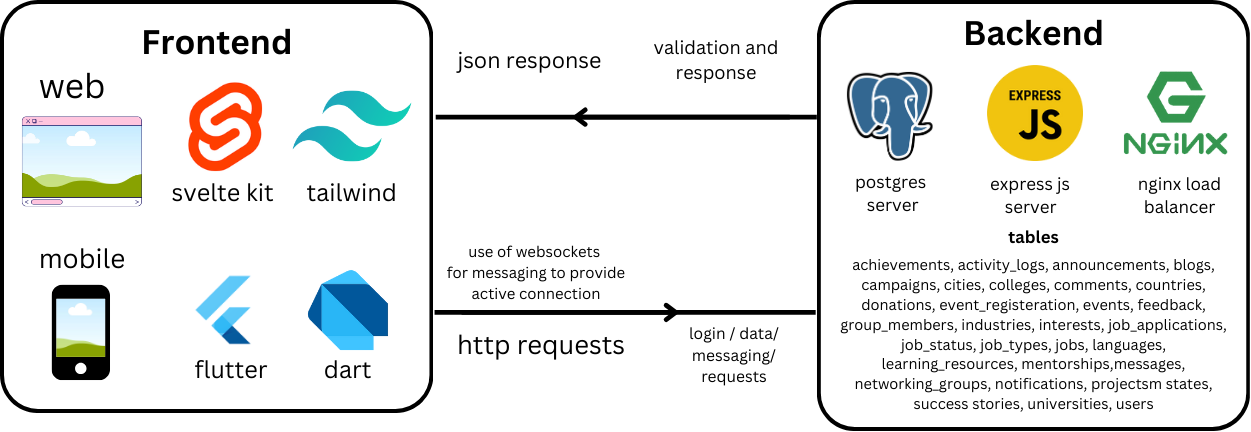 Frontend
web
svelte kit
tailwind
mobile
flutter
dart
json response
validation and
response
use of websockets
for messaging to provide
active connection
http requests
login / data/
messaging/
requests
Backend
postgres
server
EXPRESS
JS
express js
server
NGiNX
nginx load
balancer
tables
achievements, activity_logs, announcements, blogs,
campaigns, cities, colleges, comments, countries,
donations, event_registeration, events, feedback,
group_members, industries, interests, job_applications,
job_status, job_types, jobs, languages,
learning_resources, mentorships,messages,
networking_groups, notifications, projectsm states,
success stories, universities, users